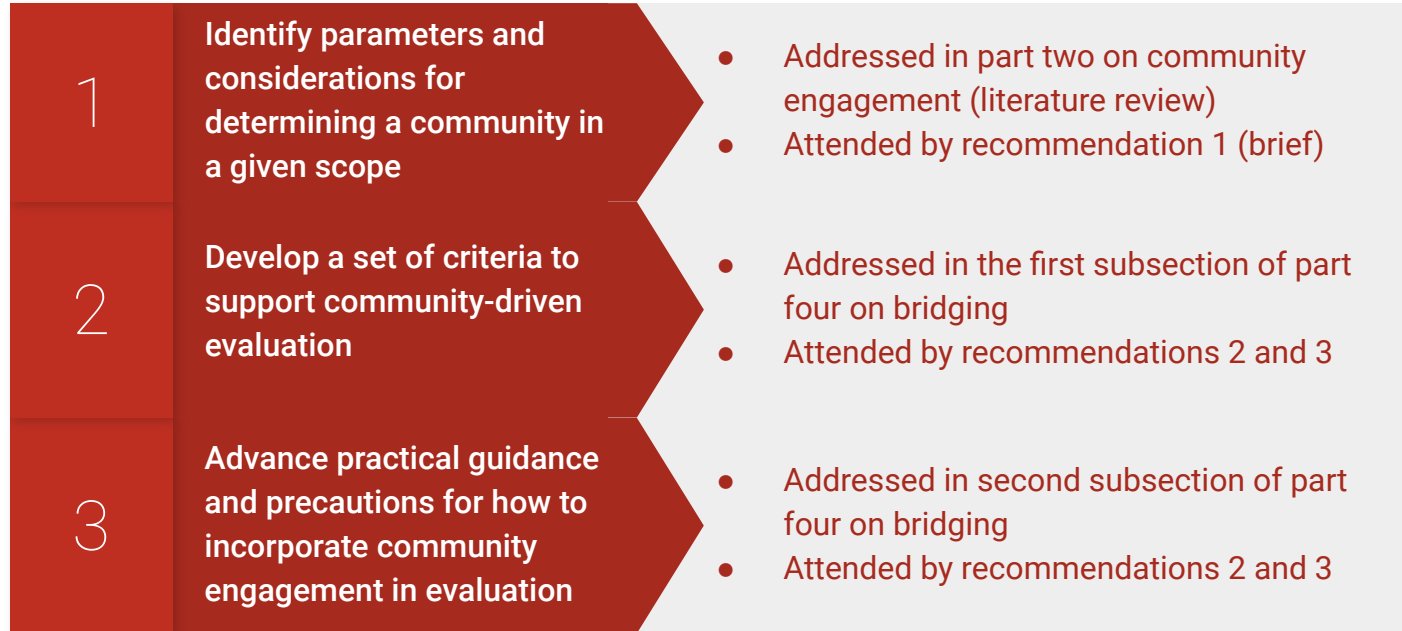 1
Identify parameters and
considerations for
determining a community in
a given scope
● Addressed in part two on community
engagement (literature review)
● Attended by recommendation 1 (brief)
2
Develop a set of criteria to
support community-driven
evaluation
● Addressed in the first subsection of part
four on bridging
● Attended by recommendations 2 and 3
3
Advance practical guidance
and precautions for how to
incorporate community
engagement in evaluation
● Addressed in second subsection of part
four on bridging
● Attended by recommendations 2 and 3